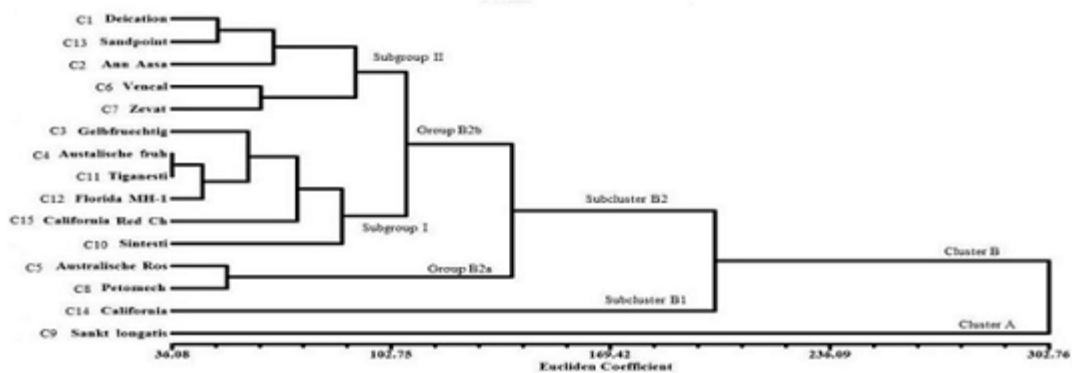 C1 Deication
C13 Sandpoint
Subgroup II
C2 Ann Aasa
C6 Vencal
C7 Zevat
C3 Gelbfruechtig
Group B2b
C4 Austalische fruh
C11 Tiganesti
C12 Florida MH-1
Subcluster B2
C15 California Red Ch
Subgroup I
C10 Sintesti
Cluster B
C5 Australische Ros
Group B2a
C8 Petomech
Subcluster B1
C14 California
Cluster A
C9 Sankt longatis
36.08 102.75 169.42 236.09 302.76
Eucliden Coefficient